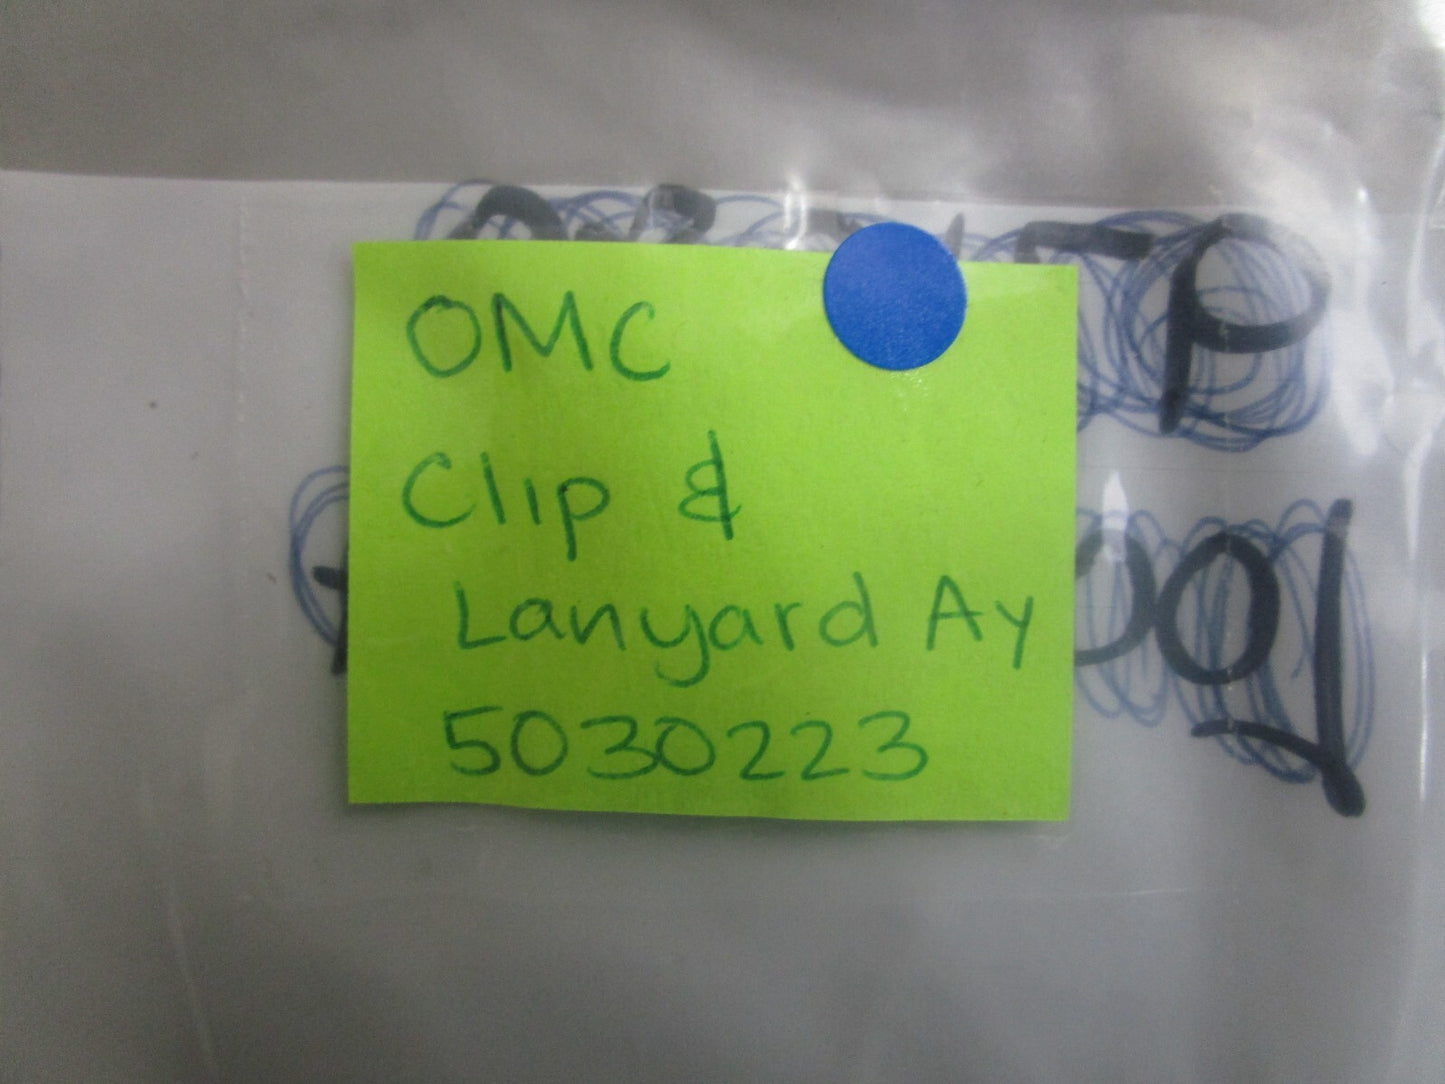 OMC
Clip &
Lanyard Ay
5030223